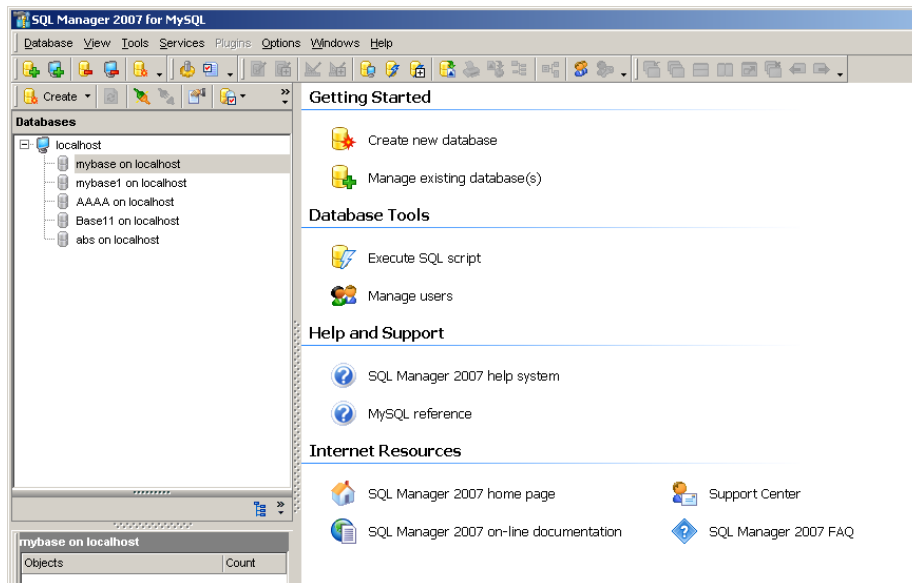 SQL Manager 2007 for MySQL
Database View Tools Services Plugins Options Windows Help
Create
Databases
localhost
mybase on localhost
mybase1 on localhost
AAAA on localhost
Base11 on localhost
abs on localhost
mybase on localhost
Objects Count
Getting Started
Create new database
Manage existing database(s)
Database Tools
Execute SQL script
Manage users
Help and Support
SQL Manager 2007 help system
MySQL reference
Internet Resources
SQL Manager 2007 home page Support Center
SQL Manager 2007 on-line documentation SQL Manager 2007 FAQ